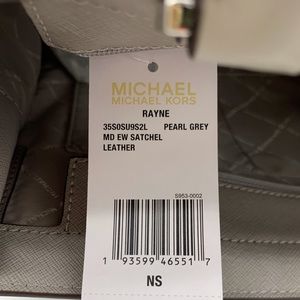 MICHAEL
MICHAEL KORS
RAYNE
35S0SU9S2L PEARL GREY
MD EW SATCHEL
LEATHER
S953-0002
1 93599 46551 7
NS